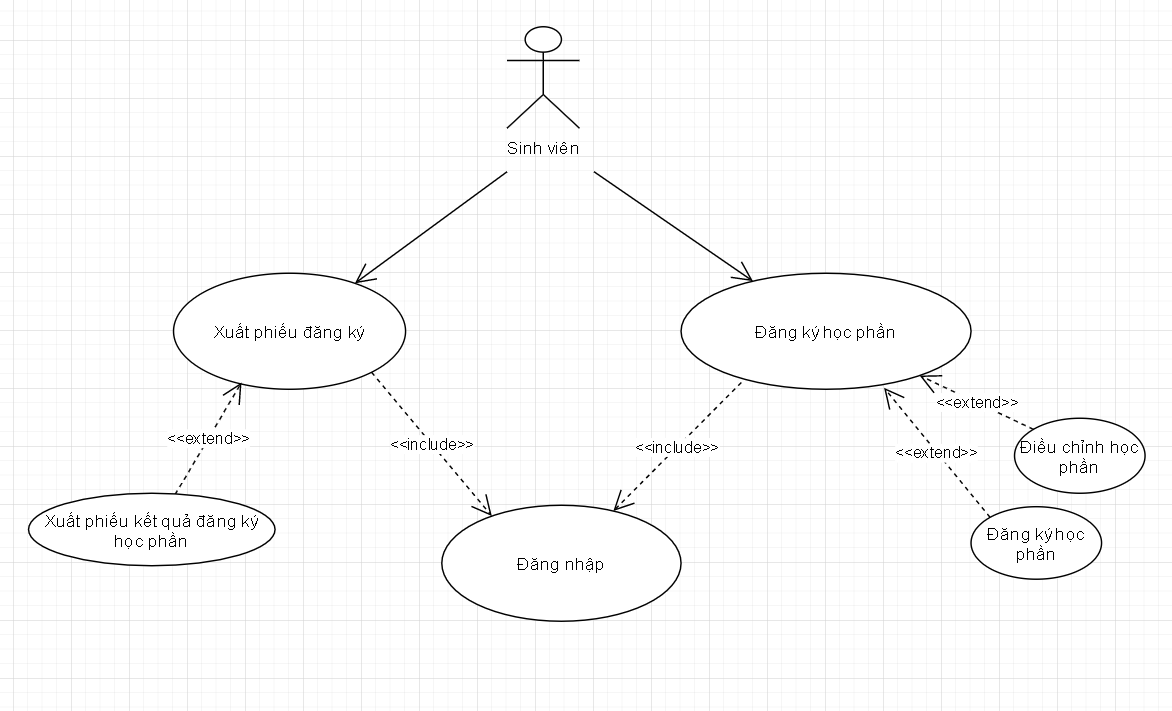 Sinh viên
Xuất phiếu đăng ký
Đăng ký học phần
<<extend>>
<<extend>>
<<include>>
<<include>>
<<extend>>
Điều chỉnh học
phần
Xuất phiếu kết quả đăng ký
học phần
Đăng ký học
phần
Đăng nhập